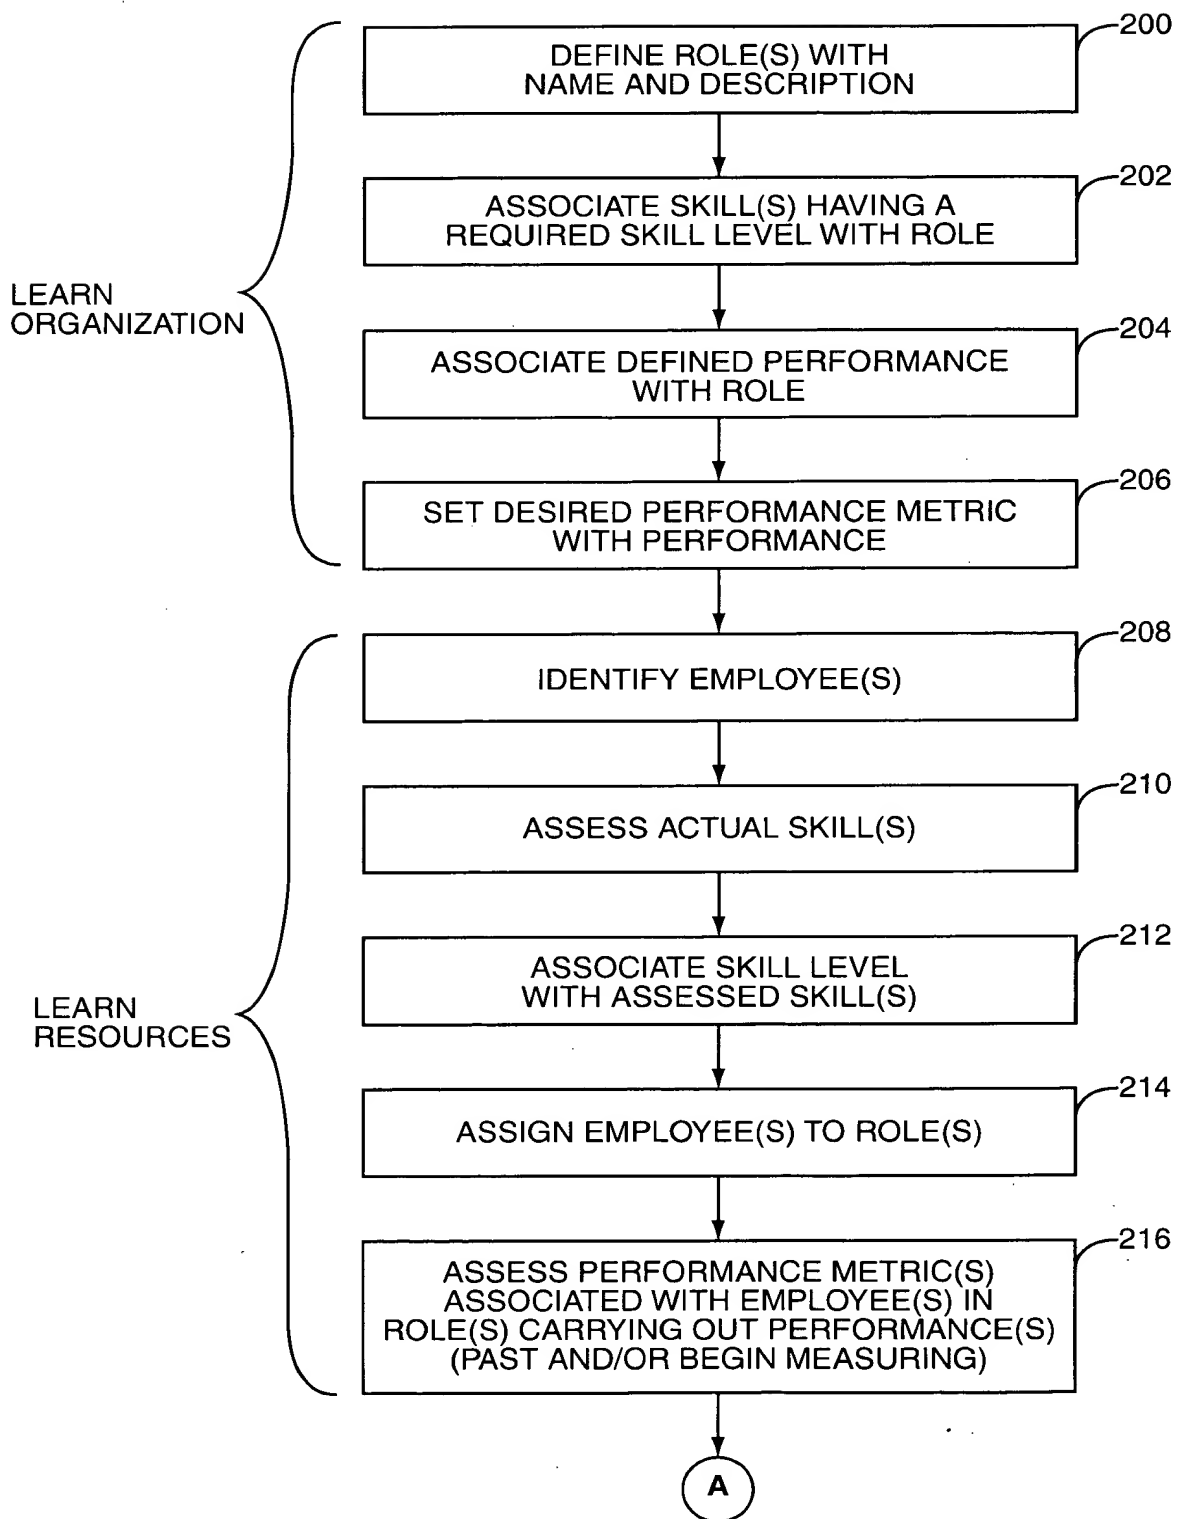 200
DEFINE ROLE(S) WITH
NAME AND DESCRIPTION
202
ASSOCIATE SKILL(S) HAVING A
REQUIRED SKILL LEVEL WITH ROLE
LEARN
ORGANIZATION
204
ASSOCIATE DEFINED PERFORMANCE
WITH ROLE
206
SET DESIRED PERFORMANCE METRIC
WITH PERFORMANCE
208
IDENTIFY EMPLOYEE(S)
210
ASSESS ACTUAL SKILL(S)
212
ASSOCIATE SKILL LEVEL
WITH ASSESSED SKILL(S)
LEARN
RESOURCES
214
ASSIGN EMPLOYEE(S) TO ROLE(S)
216
ASSESS PERFORMANCE METRIC(S)
ASSOCIATED WITH EMPLOYEE(S) IN
ROLE(S) CARRYING OUT PERFORMANCE(S)
(PAST AND/OR BEGIN MEASURING)
A